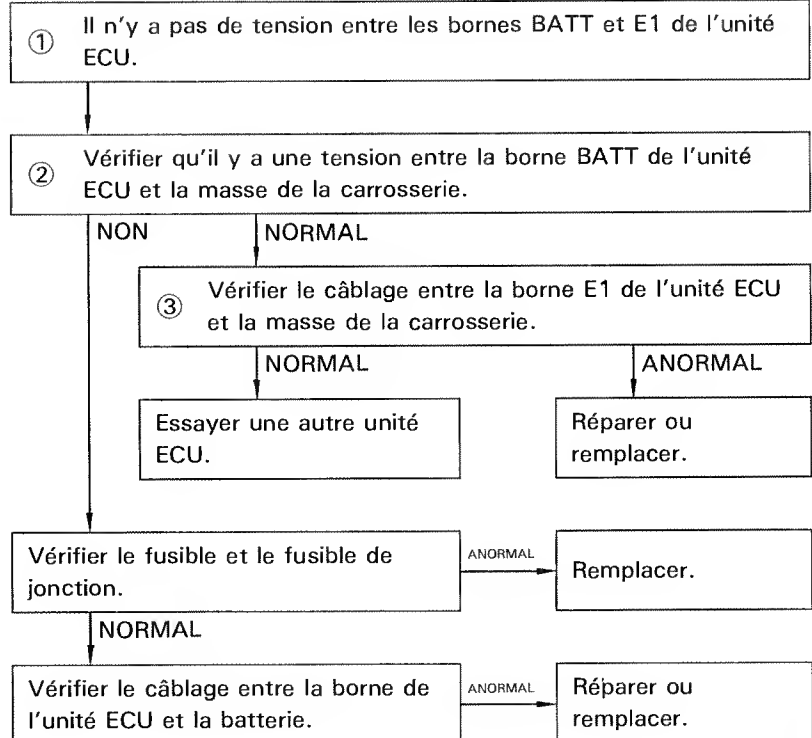 ① Il n'y a pas de tension entre les bornes BATT et E1 de l'unité
ECU.
② Vérifier qu'il y a une tension entre la borne BATT de l'unité
ECU et la masse de la carrosserie.
NON NORMAL
③ Vérifier le câblage entre la borne E1 de l'unité ECU
et la masse de la carrosserie.
NORMAL ANORMAL
Essayer une autre unité
ECU.
Réparer ou
remplacer.
Vérifier le fusible et le fusible de
jonction.
ANORMAL
Remplacer.
NORMAL
Vérifier le câblage entre la borne de
l'unité ECU et la batterie.
ANORMAL
Réparer ou
remplacer.